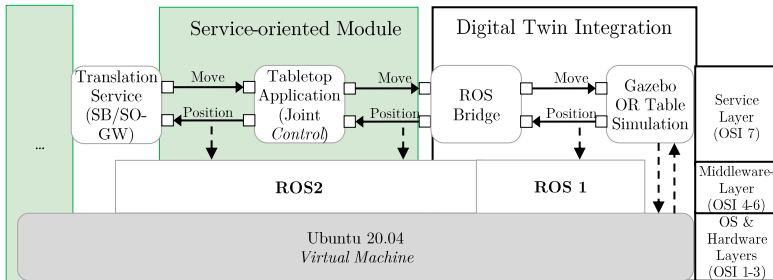 Service-oriented Module
Digital Twin Integration
Translation
Service
(SB/SO-
GW)
Move
Position
Tabletop
Application
(Joint
Control)
Move
Position
ROS
Bridge
Move
Position
Gazebo
OR Table
Simulation
Service
Layer
(OSI 7)
...
ROS2
ROS 1
Middleware-
Layer
(OSI 4-6)
Ubuntu 20.04
Virtual Machine
OS &
Hardware
Layers
(OSI 1-3)